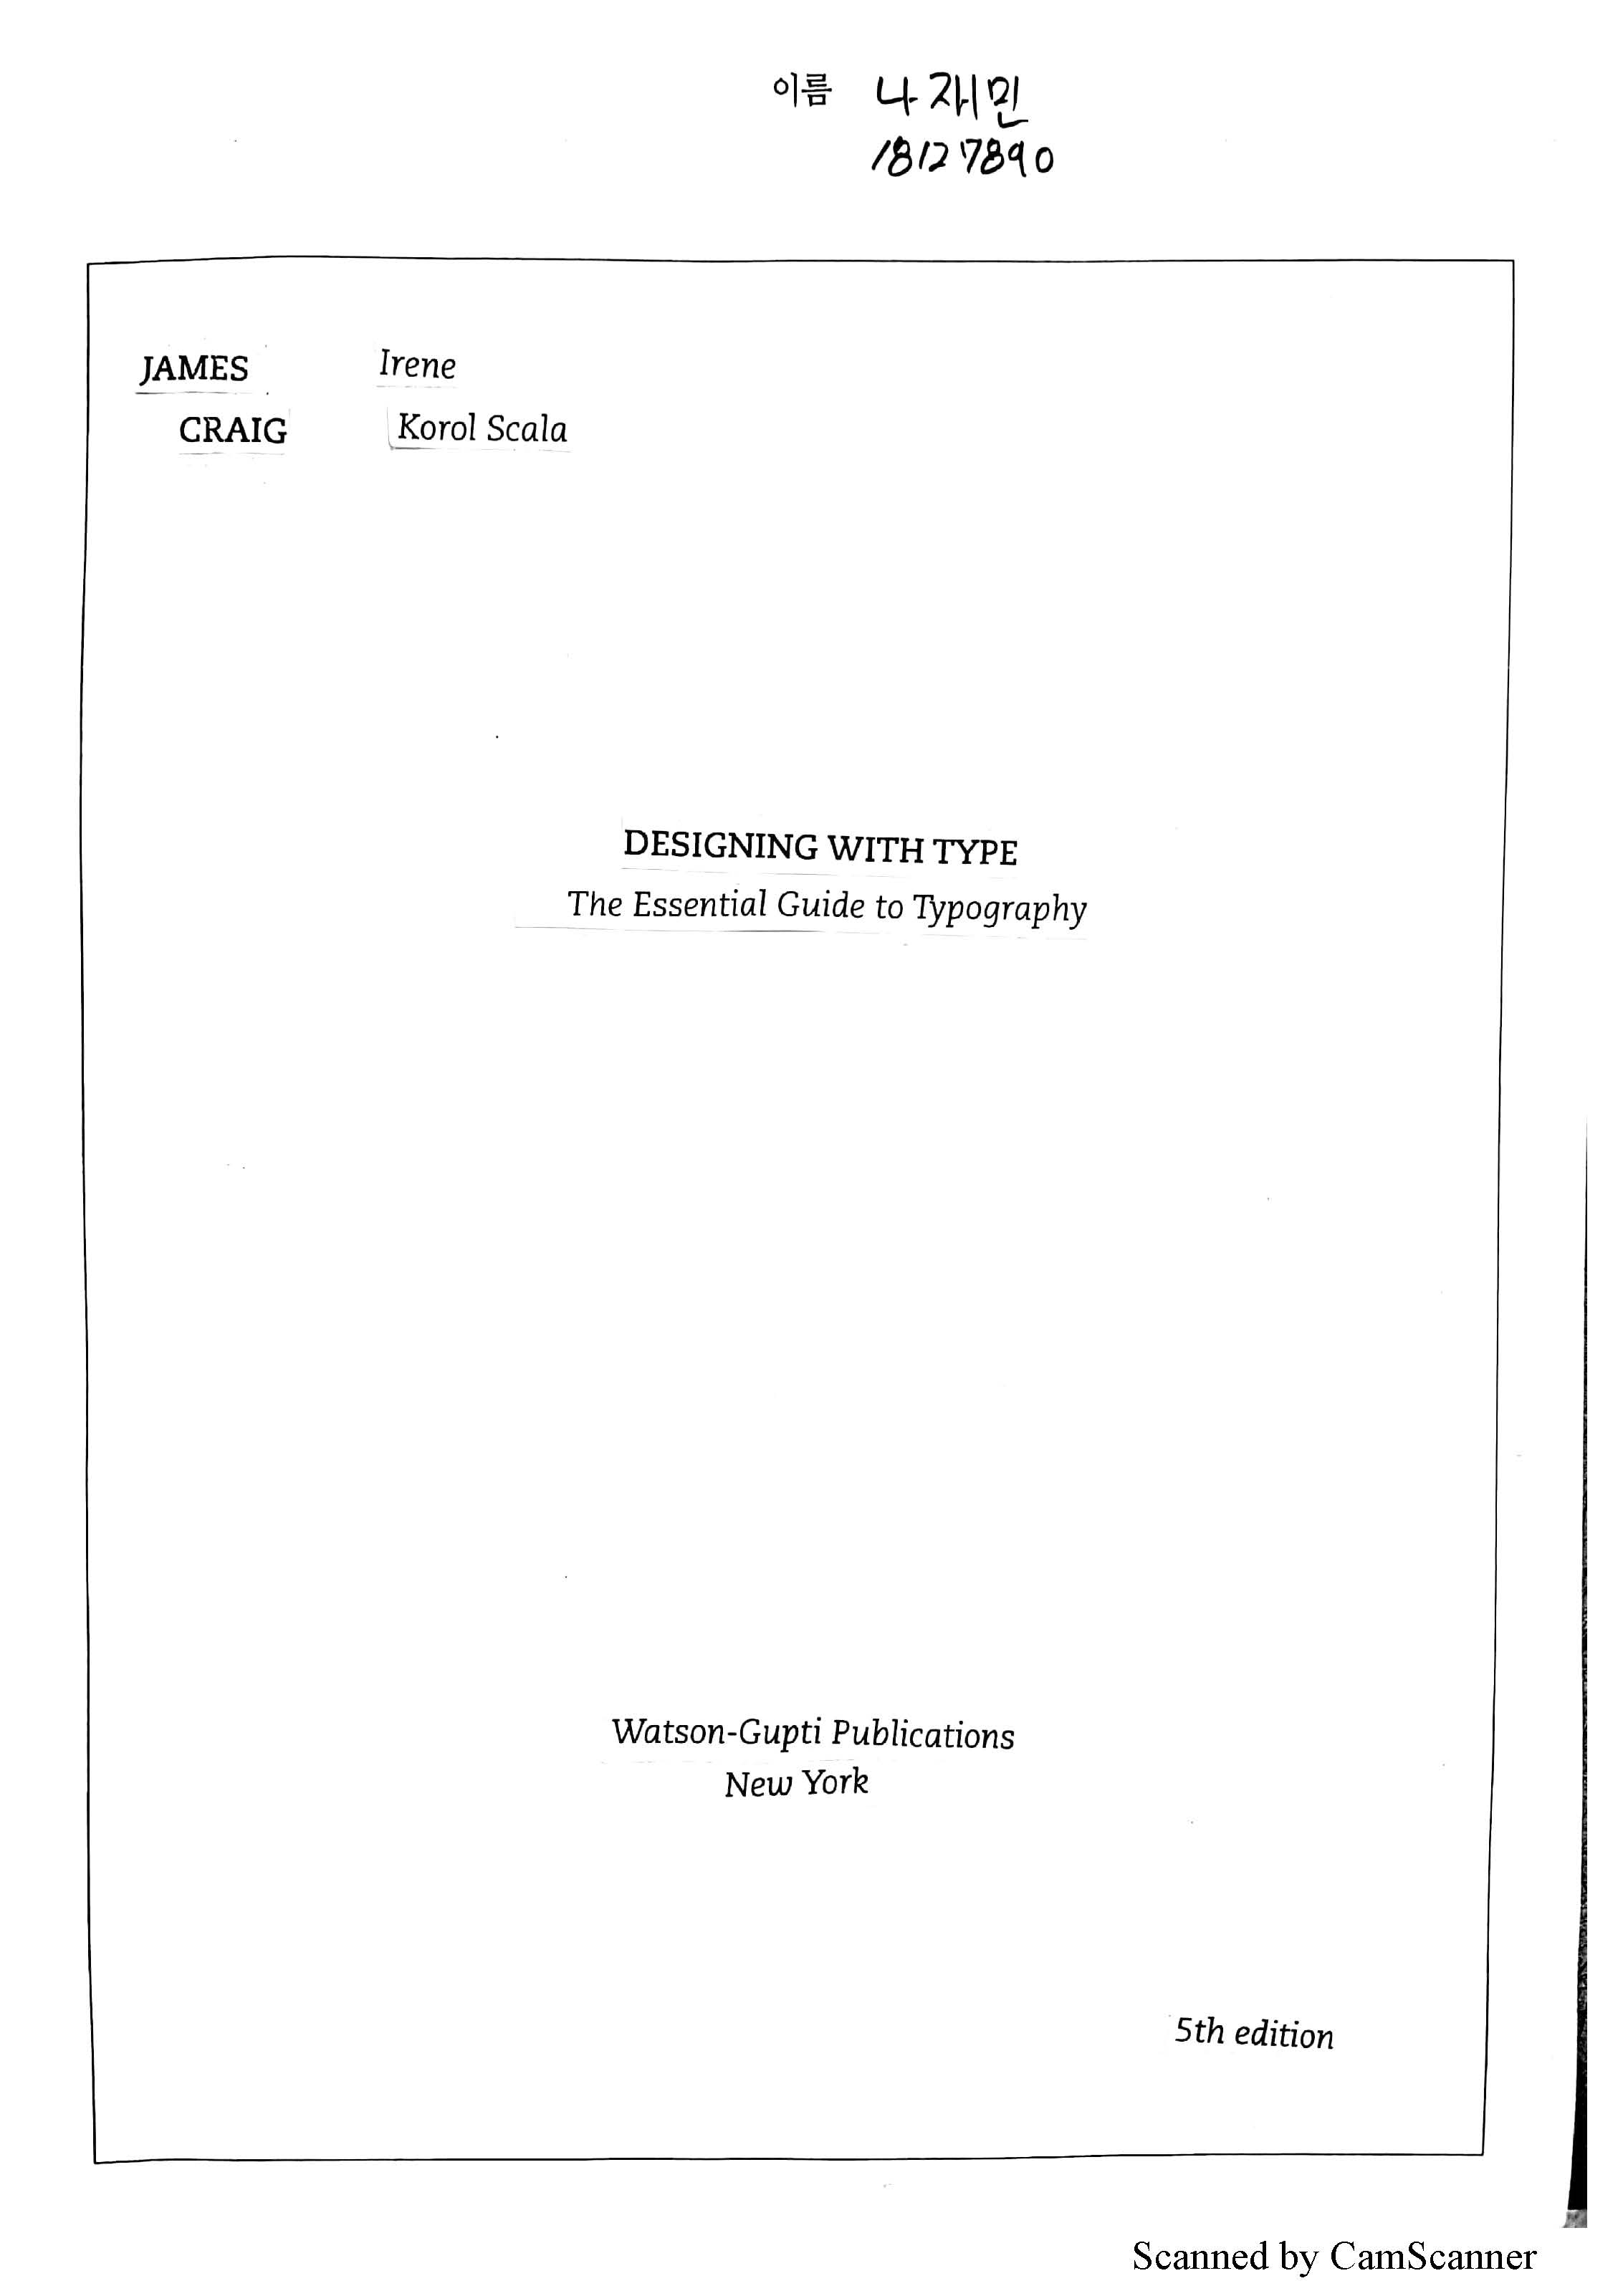 이름 나재민
18127890
JAMES Irene
CRAIG Korol Scala
DESIGNING WITH TYPE
The Essential Guide to Typography
Watson-Gupti Publications
New York
5th edition
Scanned by CamScanner